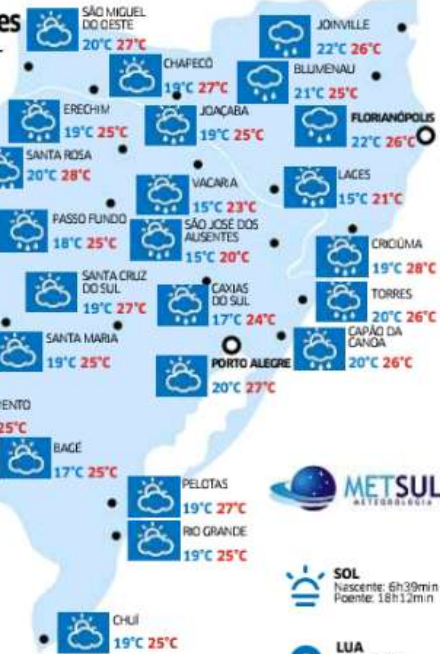 es
SÃO MIGUEL
DO OESTE
20°C 27°C
JOINVILLE
22°C 26°C
CHAPECÓ
19°C 27°C
BLUMENAU
21°C 25°C
ERECHIM
19°C 25°C
JOAÇABA
19°C 25°C
FLORIANÓPOLIS
22°C 26°C
SANTA ROSA
20°C 28°C
VACARIA
15°C 23°C
LAGES
15°C 21°C
PASSO FUNDO
18°C 25°C
SÃO JOSÉ DOS
AUSENTES
15°C 20°C
CRICIÚMA
19°C 28°C
SANTA CRUZ
DO SUL
19°C 27°C
CAXIAS
DO SUL
17°C 24°C
TORRES
20°C 26°C
SANTA MARIA
19°C 25°C
PORTO ALEGRE
20°C 27°C
CAPÃO DA
CANOA
20°C 26°C
ENTO
25°C
BAGÉ
17°C 25°C
PELOTAS
19°C 27°C
METSUL
METEOROLOGIA
RIO GRANDE
19°C 25°C
SOL
Nascente: 6h39min
Poente: 18h12min
CHUÍ
19°C 25°C
LUA